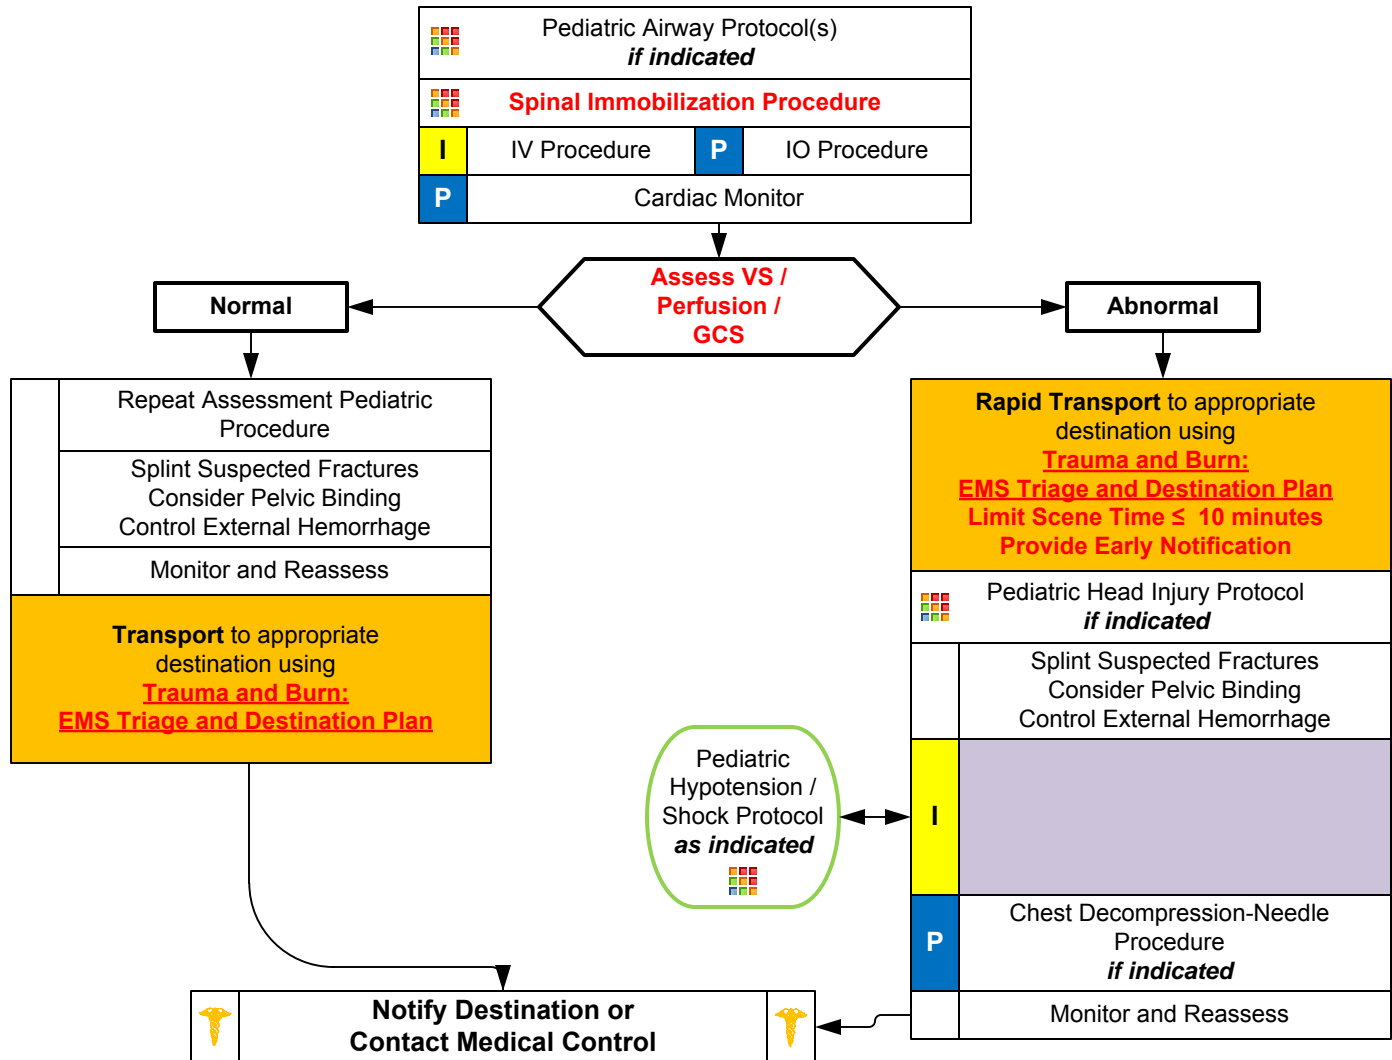 Pediatric Airway Protocol(s)
if indicated
Spinal Immobilization Procedure
I
IV Procedure
P
IO Procedure
P
Cardiac Monitor
Assess VS /
Perfusion /
GCS
Normal
Abnormal
Repeat Assessment Pediatric
Procedure
Splint Suspected Fractures
Consider Pelvic Binding
Control External Hemorrhage
Monitor and Reassess
Transport to appropriate
destination using
Trauma and Burn:
EMS Triage and Destination Plan
Rapid Transport to appropriate
destination using
Trauma and Burn:
EMS Triage and Destination Plan
Limit Scene Time ≤ 10 minutes
Provide Early Notification
Pediatric Head Injury Protocol
if indicated
Splint Suspected Fractures
Consider Pelvic Binding
Control External Hemorrhage
Pediatric
Hypotension /
Shock Protocol
as indicated
I
P
Chest Decompression-Needle
Procedure
if indicated
Monitor and Reassess
Notify Destination or
Contact Medical Control